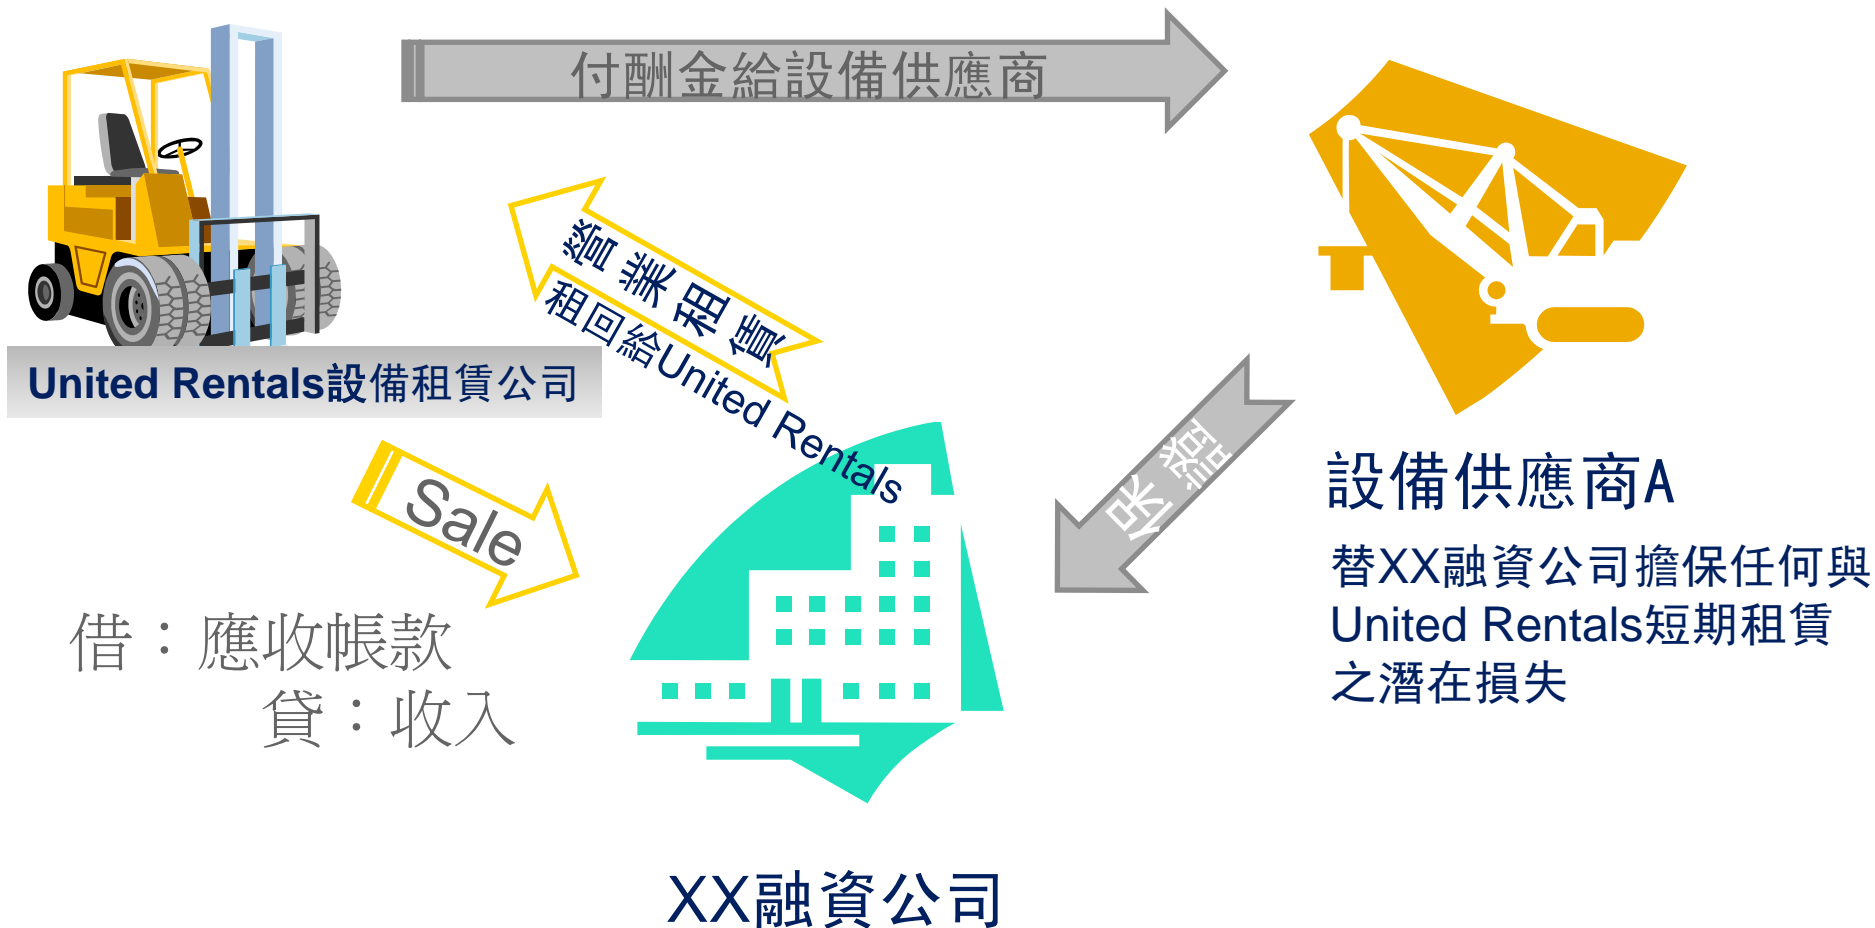 付酬金給設備供應商
營業租賃
租回給United Rentals
United Rentals設備租賃公司
Sale
保證
設備供應商A
替XX融資公司擔保任何與
United Rentals短期租賃
之潛在損失
借：應收帳款
貸：收入
XX融資公司